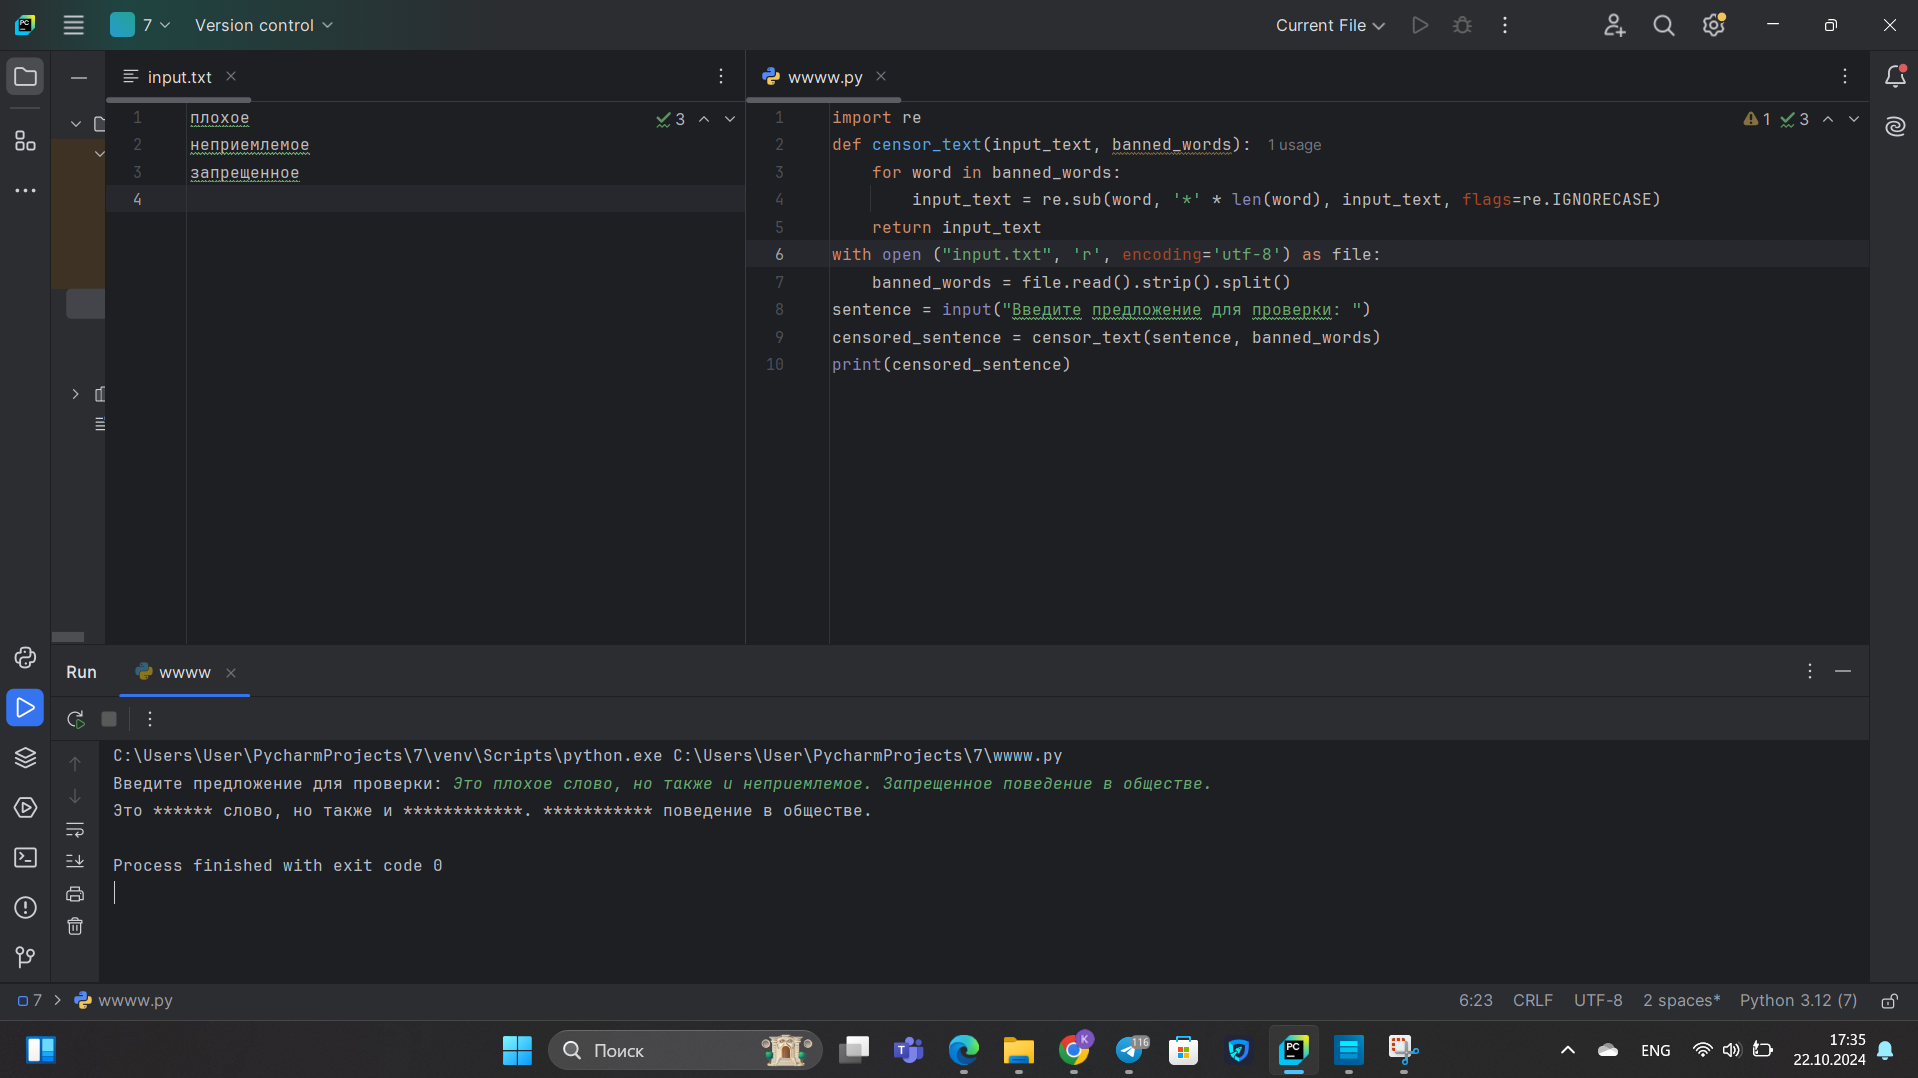 7 Version control Current File
input.txt
1 плохое 3
2 неприемлемое
3 запрещенное
4
wwww.py
1 import re 1 3
2 def censor_text(input_text, banned_words): 1 usage
3 for word in banned_words:
4 input_text = re.sub(word, '*' * len(word), input_text, flags=re.IGNORECASE)
5 return input_text
6 with open ("input.txt", 'r', encoding='utf-8') as file:
7 banned_words = file.read().strip().split()
8 sentence = input("Введите предложение для проверки: ")
9 censored_sentence = censor_text(sentence, banned_words)
10 print(censored_sentence)
Run wwww
C:\Users\User\PycharmProjects\7\venv\Scripts\python.exe C:\Users\User\PycharmProjects\7\wwww.py
Введите предложение для проверки: Это плохое слово, но также и неприемлемое. Запрещенное поведение в обществе.
Это ****** слово, но также и ************. *********** поведение в обществе.
Process finished with exit code 0
7 > wwww.py 6:23 CRLF UTF-8 2 spaces* Python 3.12 (7)
Поиск 116 ENG 17:35
22.10.2024